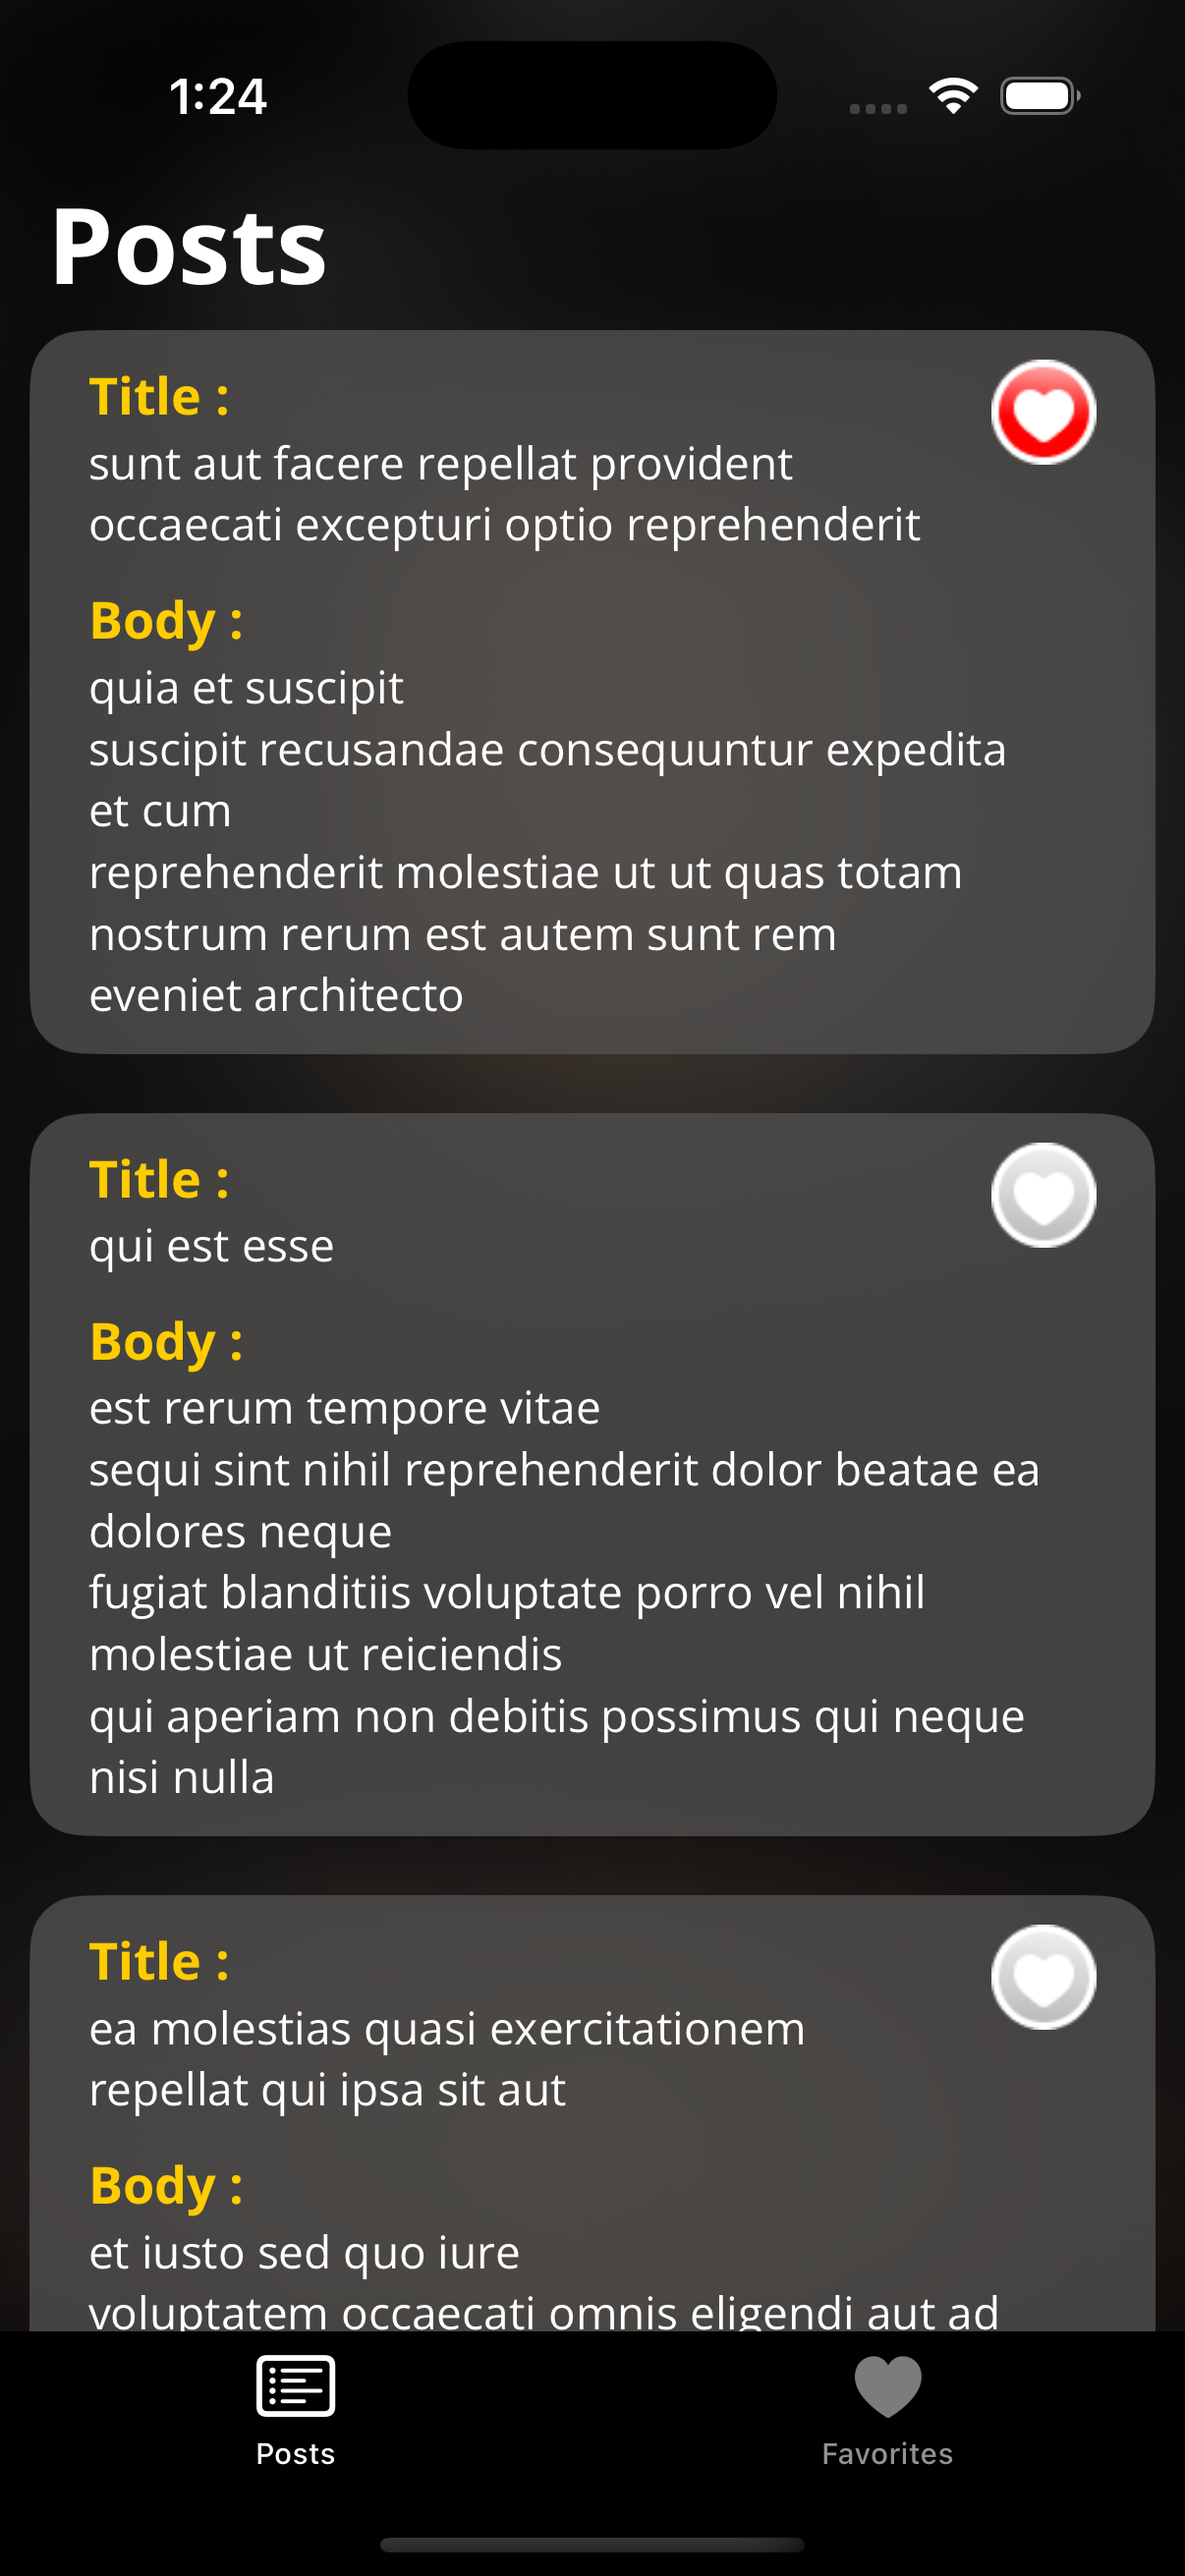 1:24
Posts
Title :
sunt aut facere repellat provident
occaecati excepturi optio reprehenderit
Body :
quia et suscipit
suscipit recusandae consequuntur expedita
et cum
reprehenderit molestiae ut ut quas totam
nostrum rerum est autem sunt rem
eveniet architecto
Title :
qui est esse
Body :
est rerum tempore vitae
sequi sint nihil reprehenderit dolor beatae ea
dolores neque
fugiat blanditiis voluptate porro vel nihil
molestiae ut reiciendis
qui aperiam non debitis possimus qui neque
nisi nulla
Title :
ea molestias quasi exercitationem
repellat qui ipsa sit aut
Body :
et iusto sed quo iure
voluptatem occaecati omnis eligendi aut ad
Posts
Favorites